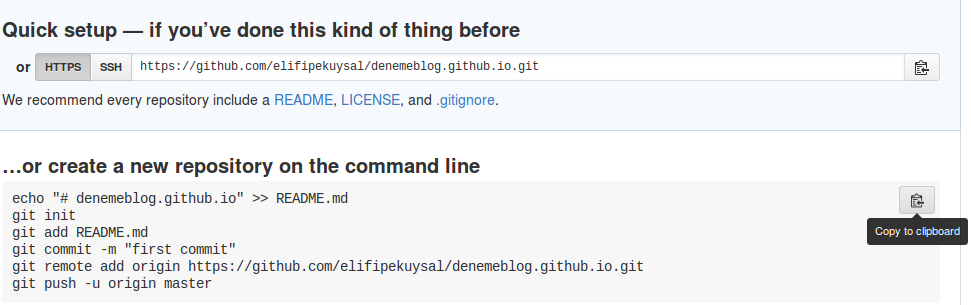 Quick setup — if you’ve done this kind of thing before
or HTTPS SSH https://github.com/elifipekuysal/denemeblog.github.io.git
We recommend every repository include a README, LICENSE, and .gitignore.
…or create a new repository on the command line
echo "# denemeblog.github.io" >> README.md
git init
git add README.md
git commit -m "first commit"
git remote add origin https://github.com/elifipekuysal/denemeblog.github.io.git
git push -u origin master
Copy to clipboard